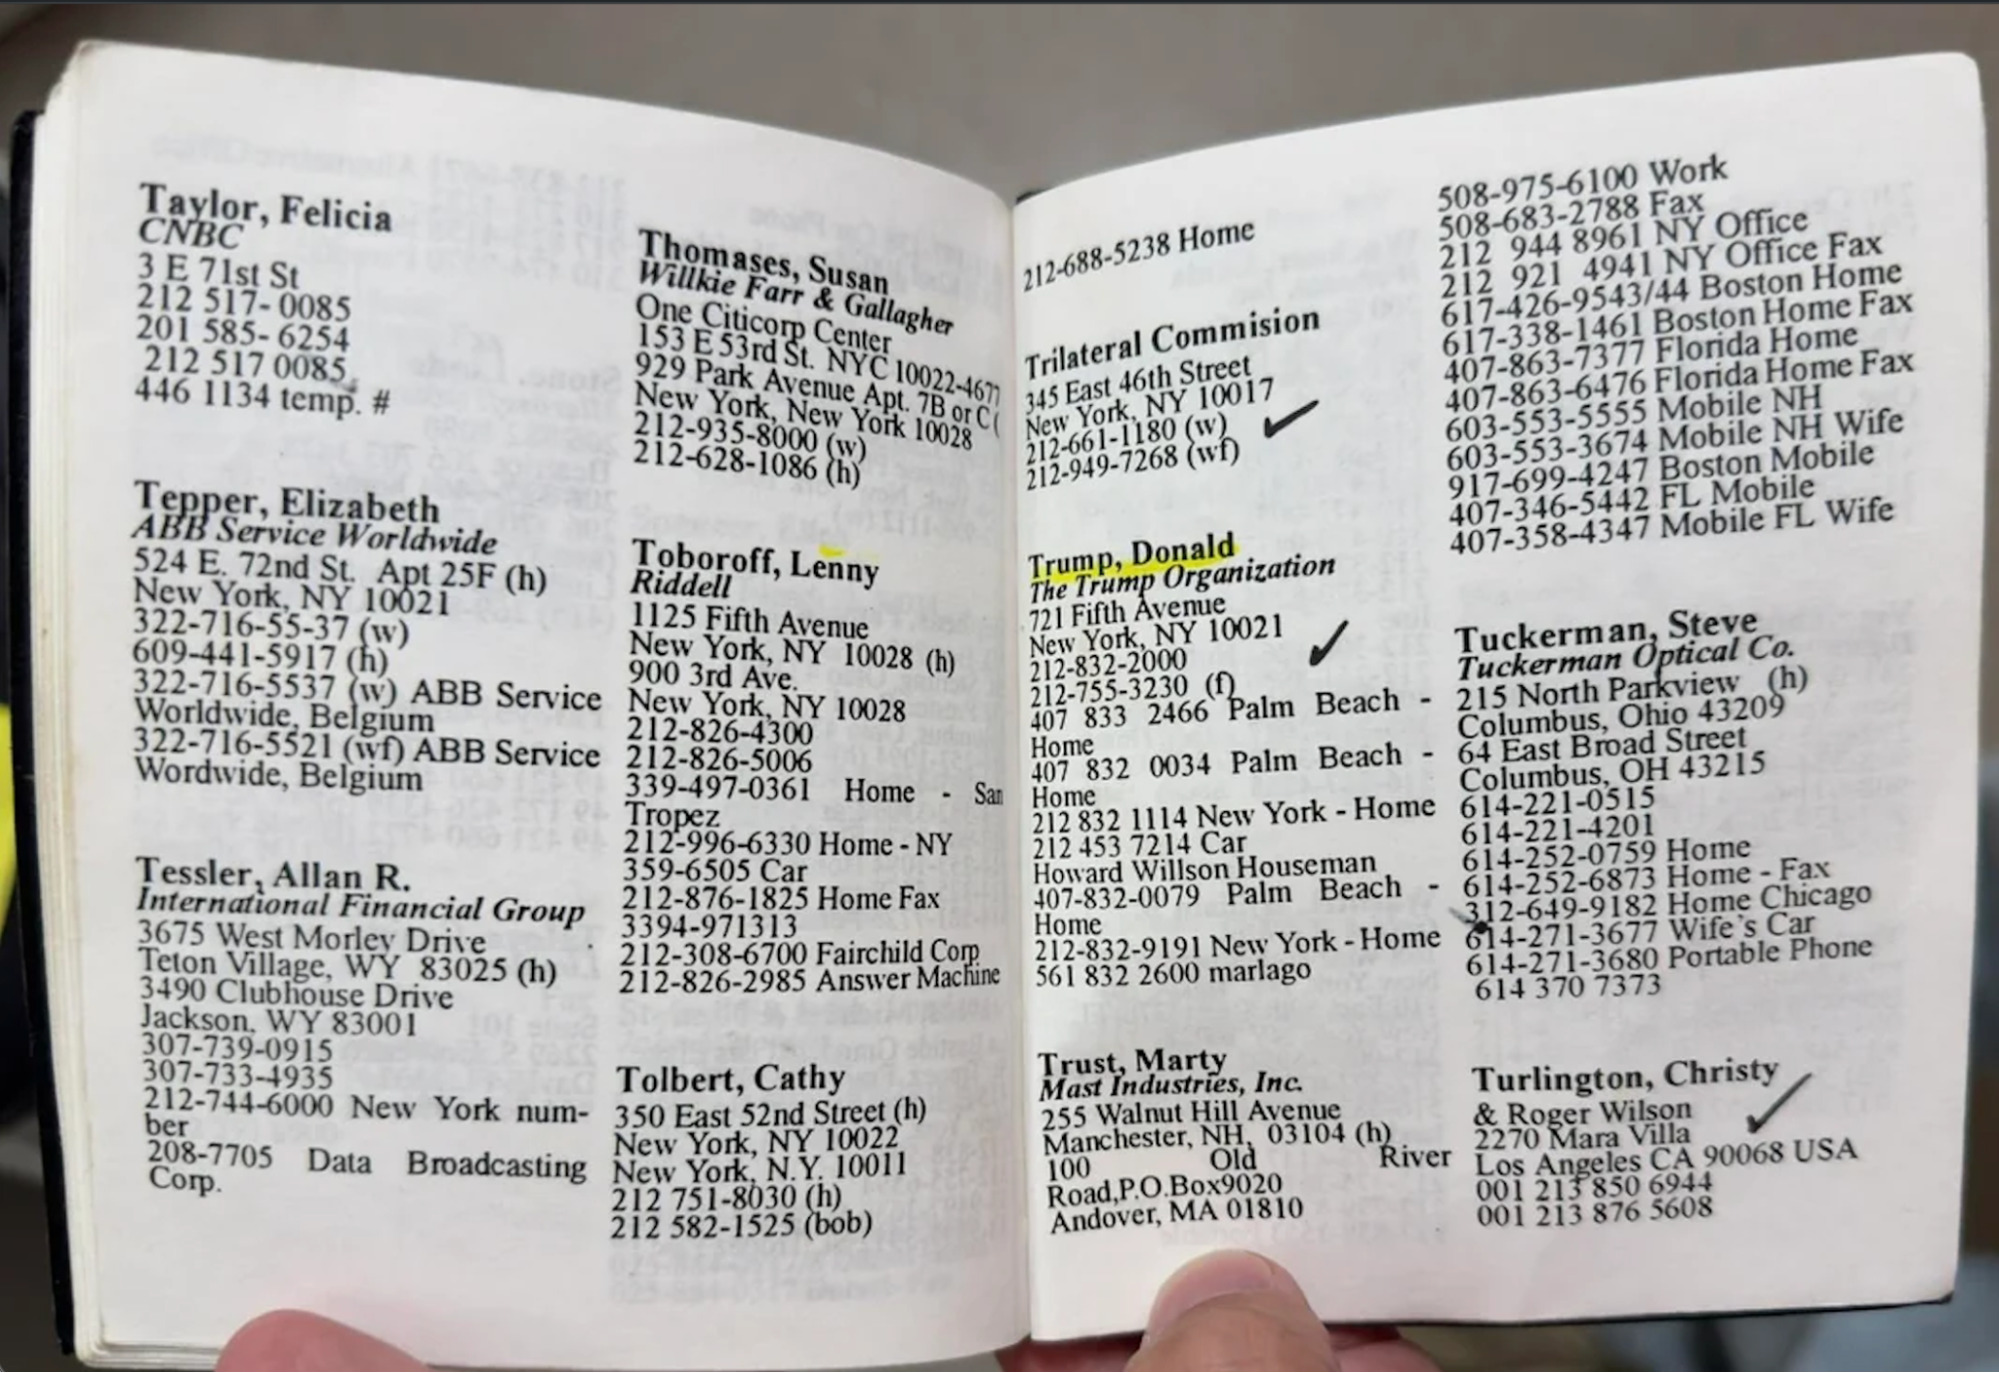 Taylor, Felicia
CNBC
3 E 71st St
212 517- 0085
201 585- 6254
212 517 0085
446 1134 temp. #
Tepper, Elizabeth
ABB Service Worldwide
524 E. 72nd St. Apt 25F (h)
New York, NY 10021
322-716-55-37 (w)
609-441-5917 (h)
322-716-5537 (w) ABB Service
Worldwide, Belgium
322-716-5521 (wf) ABB Service
Wordwide, Belgium
Tessler, Allan R.
International Financial Group
3675 West Morley Drive
Teton Village, WY 83025 (h)
3490 Clubhouse Drive
Jackson, WY 83001
307-739-0915
307-733-4935
212-744-6000 New York num-
ber
208-7705 Data Broadcasting
Corp.
Thomases, Susan
Willkie Farr & Gallagher
One Citicorp Center
153 E 53rd St. NYC 10022-4677
929 Park Avenue Apt. 7B or C (
New York, New York 10028
212-935-8000 (w)
212-628-1086 (h)
Toboroff, Lenny
Riddell
1125 Fifth Avenue
New York, NY 10028 (h)
900 3rd Ave.
New York, NY 10028
212-826-4300
212-826-5006
339-497-0361 Home - San
Tropez
212-996-6330 Home - NY
359-6505 Car
212-876-1825 Home Fax
3394-971313
212-308-6700 Fairchild Corp
212-826-2985 Answer Machine
Tolbert, Cathy
350 East 52nd Street (h)
New York, NY 10022
New York, N.Y. 10011
212 751-8030 (h)
212 582-1525 (bob)
212-688-5238 Home
Trilateral Commision
345 East 46th Street
New York, NY 10017
212-661-1180 (w)
212-949-7268 (wf)
Trump, Donald
The Trump Organization
721 Fifth Avenue
New York, NY 10021
212-832-2000
212-755-3230 (f)
407 833 2466 Palm Beach -
Home
407 832 0034 Palm Beach -
Home
212 832 1114 New York - Home
212 453 7214 Car
Howard Willson Houseman
407-832-0079 Palm Beach -
Home
212-832-9191 New York - Home
561 832 2600 marlago
Trust, Marty
Mast Industries, Inc.
255 Walnut Hill Avenue
Manchester, NH, 03104 (h)
100 Old River
Road,P.O.Box9020
Andover, MA 01810
508-975-6100 Work
508-683-2788 Fax
212 944 8961 NY Office
212 921 4941 NY Office Fax
617-426-9543/44 Boston Home
617-338-1461 Boston Home Fax
407-863-7377 Florida Home
407-863-6476 Florida Home Fax
603-553-5555 Mobile NH
603-553-3674 Mobile NH Wife
917-699-4247 Boston Mobile
407-346-5442 FL Mobile
407-358-4347 Mobile FL Wife
Tuckerman, Steve
Tuckerman Optical Co.
215 North Parkview (h)
Columbus, Ohio 43209
64 East Broad Street
Columbus, OH 43215
614-221-0515
614-221-4201
614-252-0759 Home
614-252-6873 Home - Fax
312-649-9182 Home Chicago
614-271-3677 Wife's Car
614-271-3680 Portable Phone
614 370 7373
Turlington, Christy
& Roger Wilson
2270 Mara Villa
Los Angeles CA 90068 USA
001 213 850 6944
001 213 876 5608